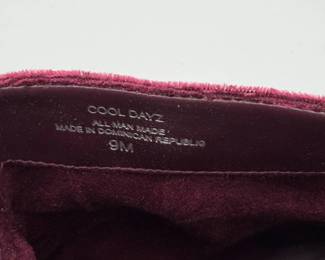 COOL DAYZ
ALL MAN MADE
MADE IN DOMINICAN REPUBLIC
9M